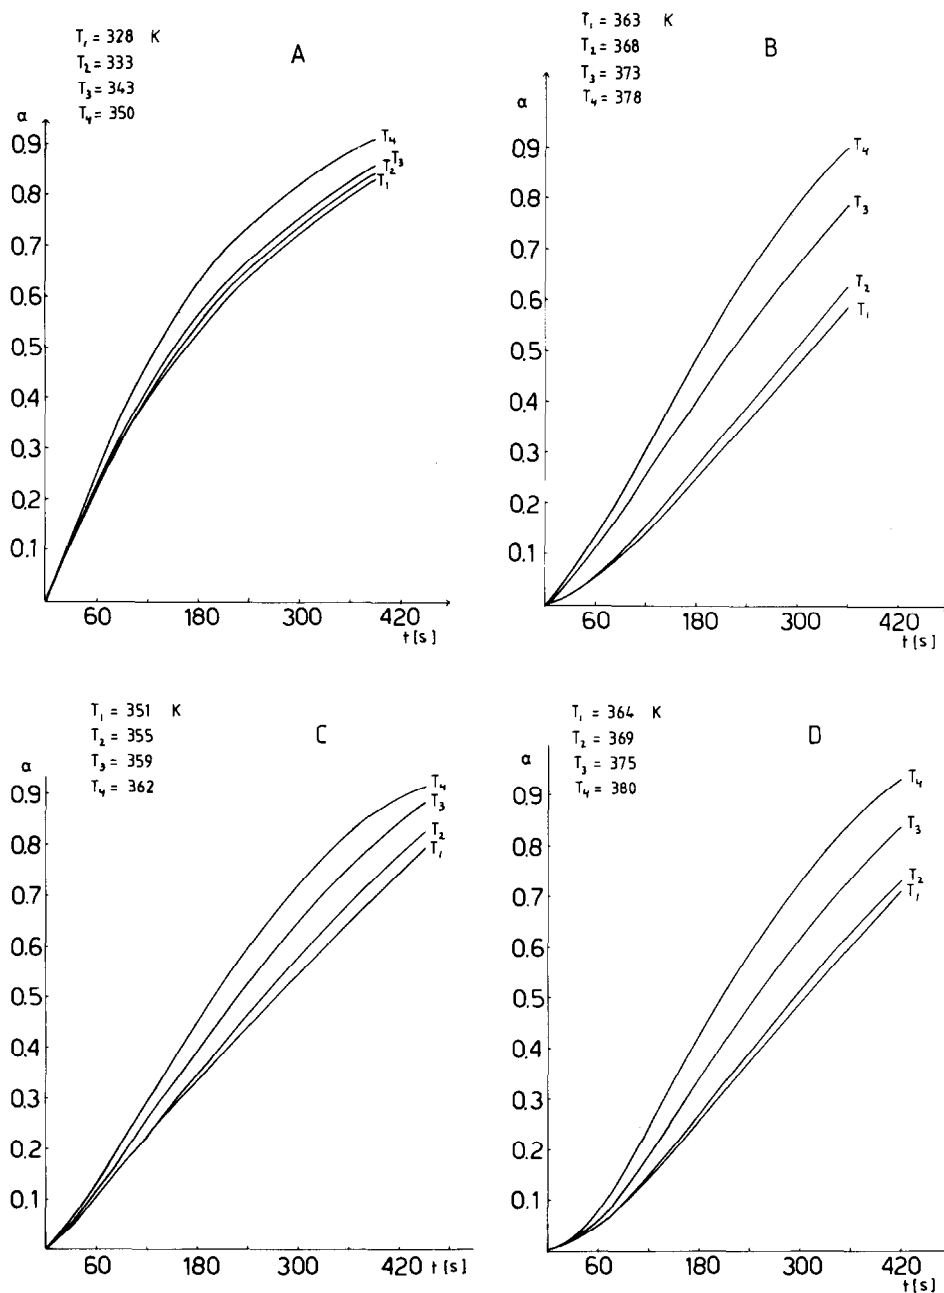 T₁ = 328 K
T₂ = 333
T₃ = 343
T₄ = 350
A
α
0.9
0.8
0.7
0.6
0.5
0.4
0.3
0.2
0.1
T₄
T₃
T₂
T₁
60 180 300 420
t [s]
T₁ = 363 K
T₂ = 368
T₃ = 373
T₄ = 378
B
α
0.9
0.8
0.7
0.6
0.5
0.4
0.3
0.2
0.1
T₄
T₃
T₂
T₁
60 180 300 420
t [s]
T₁ = 351 K
T₂ = 355
T₃ = 359
T₄ = 362
C
α
0.9
0.8
0.7
0.6
0.5
0.4
0.3
0.2
0.1
T₄
T₃
T₂
T₁
60 180 300 420 t [s]
T₁ = 364 K
T₂ = 369
T₃ = 375
T₄ = 380
D
α
0.9
0.8
0.7
0.6
0.5
0.4
0.3
0.2
0.1
T₄
T₃
T₂
T₁
60 180 300 420
t [s]